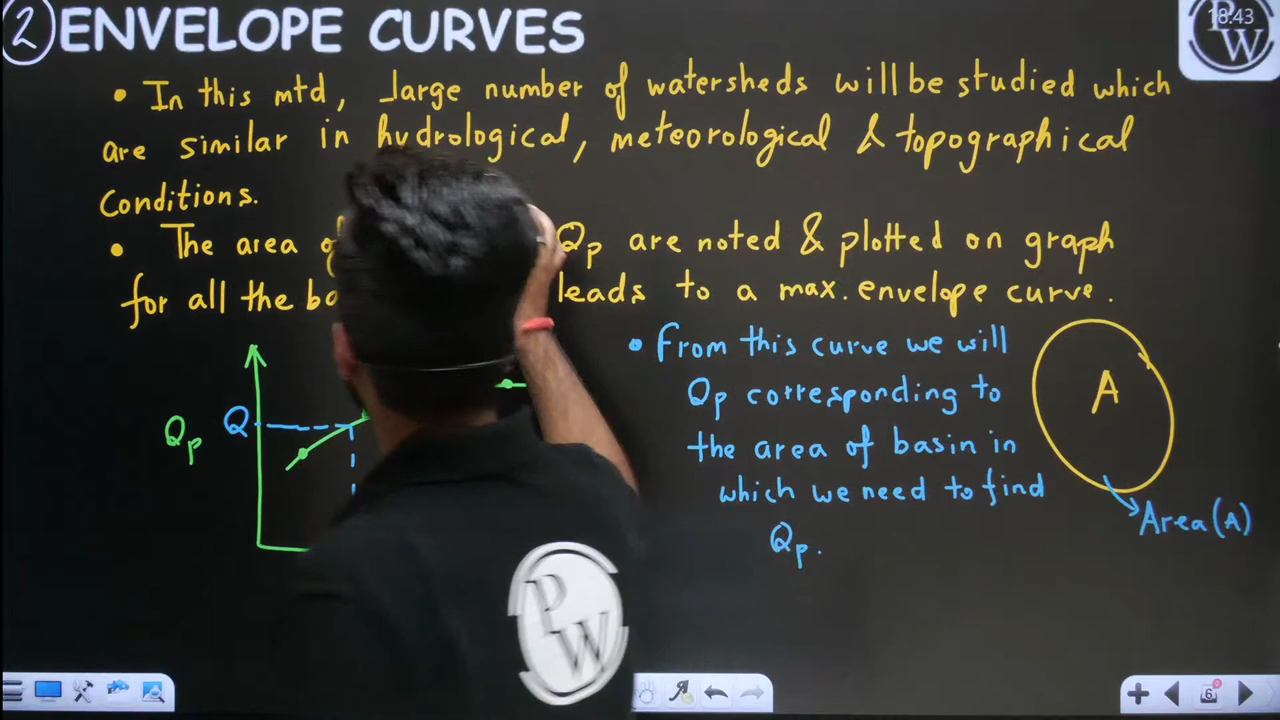 2 ENVELOPE CURVES
18:43
PW
• In this mtd, large number of watersheds will be studied which
are similar in hydrological, meteorological & topographical
Conditions.
• The area Qp are noted & plotted on graph
for all the leads to a max. envelope curve.
• From this curve we will
Qp corresponding to
the area of basin in
which we need to find
Qp.
Qp
Q
A
Area (A)
PW
6